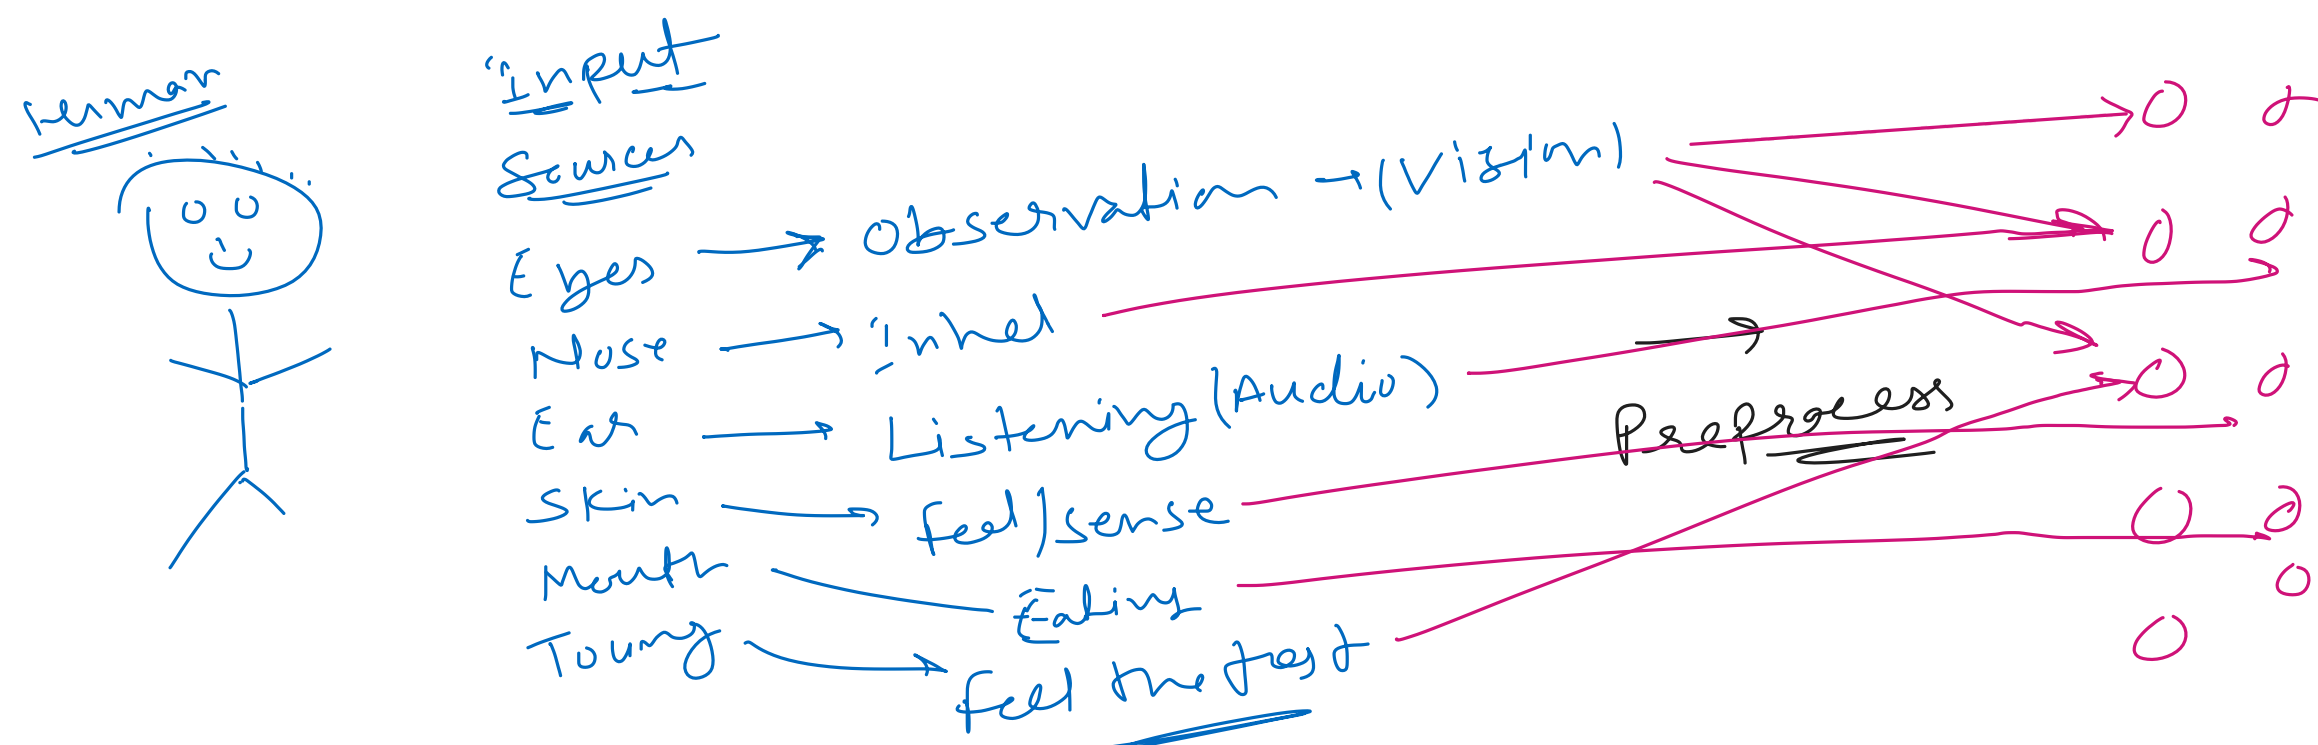 Human
Input
Sources
Eyes → Observation → (Vision)
Nose → inhel
Ear → Listening (Audio)
Preprocess
Skin → feel/sense
Mouth Eating
Toung → feel the test